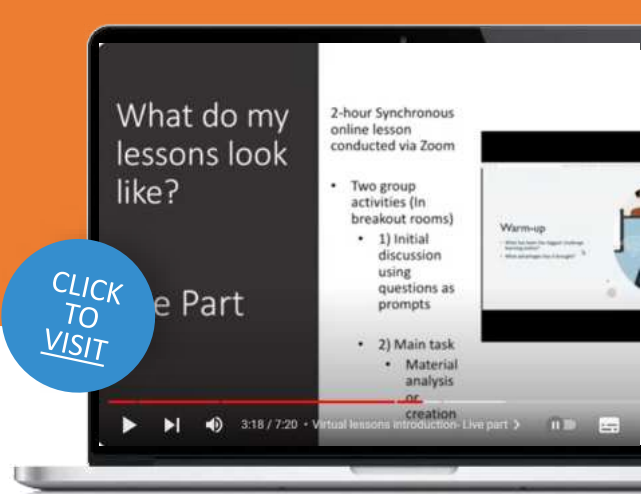 What do my
lessons look
like?
e Part
2-hour Synchronous
online lesson
conducted via Zoom
• Two group
activities (In
breakout rooms)
• 1) Initial
discussion
using
questions as
prompts
• 2) Main task
• Material
analysis
or
creation
Warm-up
CLICK
TO
VISIT
3:18 / 7:20 • Virtual lessons introduction- Live part